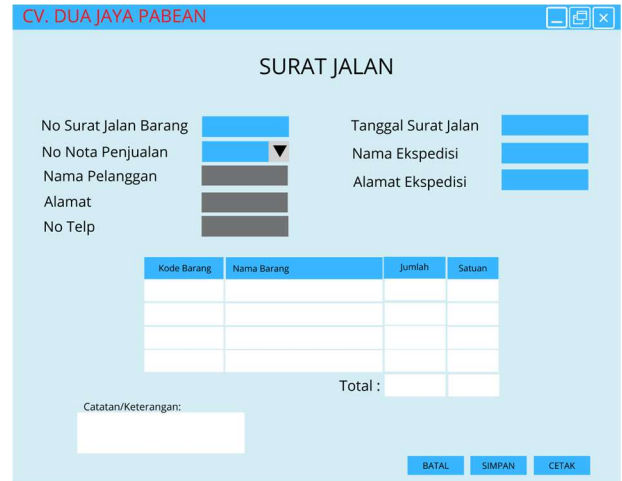 CV. DUA JAYA PABEAN
SURAT JALAN
No Surat Jalan Barang
Tanggal Surat Jalan
No Nota Penjualan
Nama Ekspedisi
Nama Pelanggan
Alamat Ekspedisi
Alamat
No Telp
Kode Barang Nama Barang Jumlah Satuan
Total :
Catatan/Keterangan:
BATAL SIMPAN CETAK